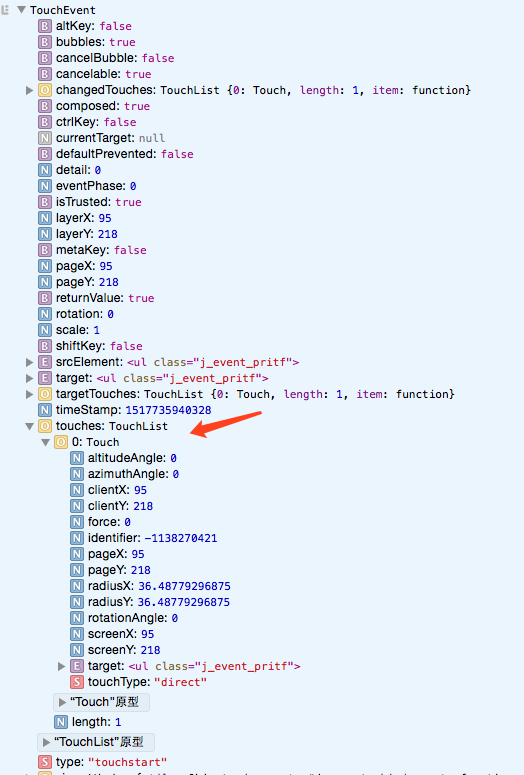 E TouchEvent
B altKey: false
B bubbles: true
B cancelBubble: false
B cancelable: true
O changedTouches: TouchList {0: Touch, length: 1, item: function}
B composed: true
B ctrlKey: false
N currentTarget: null
B defaultPrevented: false
N detail: 0
N eventPhase: 0
B isTrusted: true
N layerX: 95
N layerY: 218
B metaKey: false
N pageX: 95
N pageY: 218
B returnValue: true
N rotation: 0
N scale: 1
B shiftKey: false
E srcElement: <ul class="j_event_pritf">
E target: <ul class="j_event_pritf">
O targetTouches: TouchList {0: Touch, length: 1, item: function}
N timeStamp: 1517735940328
O touches: TouchList
O 0: Touch
N altitudeAngle: 0
N azimuthAngle: 0
N clientX: 95
N clientY: 218
N force: 0
N identifier: -1138270421
N pageX: 95
N pageY: 218
N radiusX: 36.48779296875
N radiusY: 36.48779296875
N rotationAngle: 0
N screenX: 95
N screenY: 218
E target: <ul class="j_event_pritf">
S touchType: "direct"
"Touch"原型
N length: 1
"TouchList"原型
S type: "touchstart"